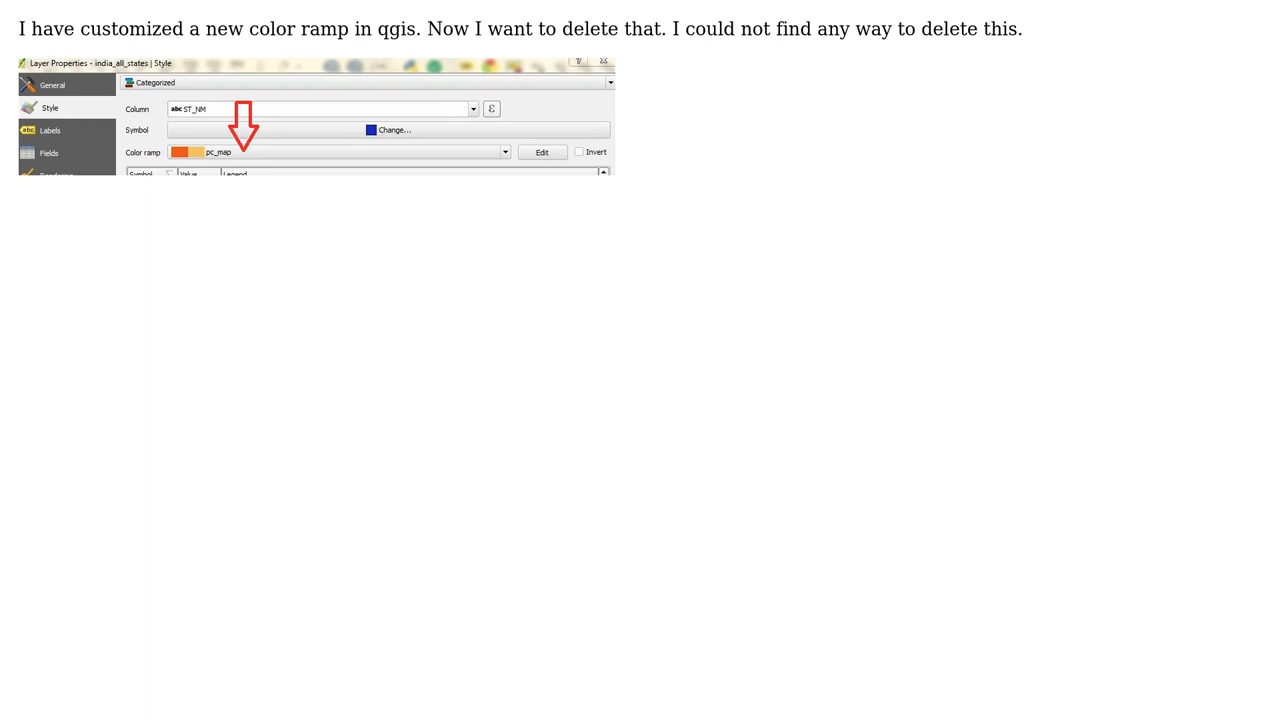 I have customized a new color ramp in qgis. Now I want to delete that. I could not find any way to delete this.
Layer Properties - india_all_states | Style
General
Categorized
Style
Column
abc ST_NM
ε
abc Labels
Symbol
Change...
Fields
Color ramp
pc_map
Edit
Invert
Symbol
Value
Legend